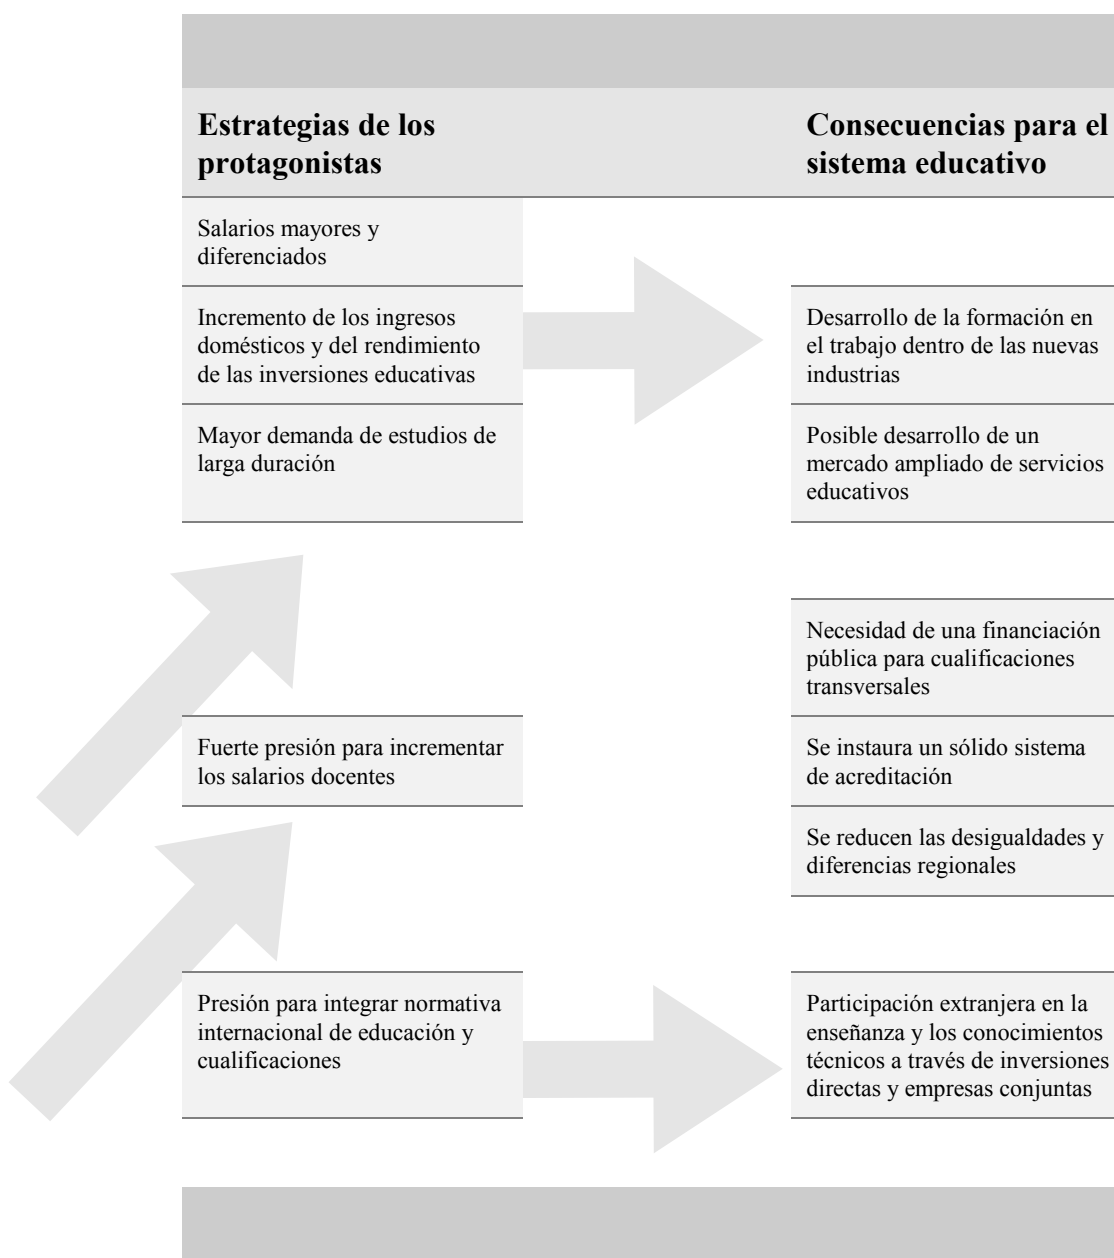 Estrategias de los
protagonistas
Consecuencias para el
sistema educativo
Salarios mayores y
diferenciados
Incremento de los ingresos
domésticos y del rendimiento
de las inversiones educativas
Mayor demanda de estudios de
larga duración
Desarrollo de la formación en
el trabajo dentro de las nuevas
industrias
Posible desarrollo de un
mercado ampliado de servicios
educativos
Fuerte presión para incrementar
los salarios docentes
Necesidad de una financiación
pública para cualificaciones
transversales
Se instaura un sólido sistema
de acreditación
Se reducen las desigualdades y
diferencias regionales
Presión para integrar normativa
internacional de educación y
cualificaciones
Participación extranjera en la
enseñanza y los conocimientos
técnicos a través de inversiones
directas y empresas conjuntas